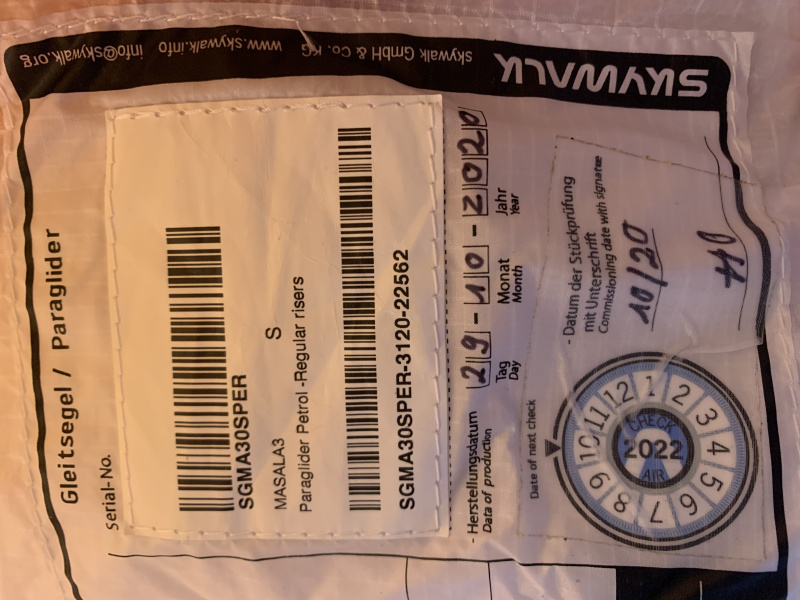 SKYWALK
skywalk GmbH & Co. KG www.skywalk.info info@skywalk.org
Gleitsegel / Paraglider
Serial-No.
SGMA30SPER
MASALA3 S
Paraglider Petrol -Regular risers
SGMA30SPER-3120-22562
- Herstellungsdatum
Data of production
29-10-2020
Tag Monat Jahr
Day Month Year
Date of next check
1 2 3 4 5 6 7 8 9 10 11 12
CHECK
2022
AIR
- Datum der Stückprüfung
mit Unterschrift
Commissioning date with signatee
10/20